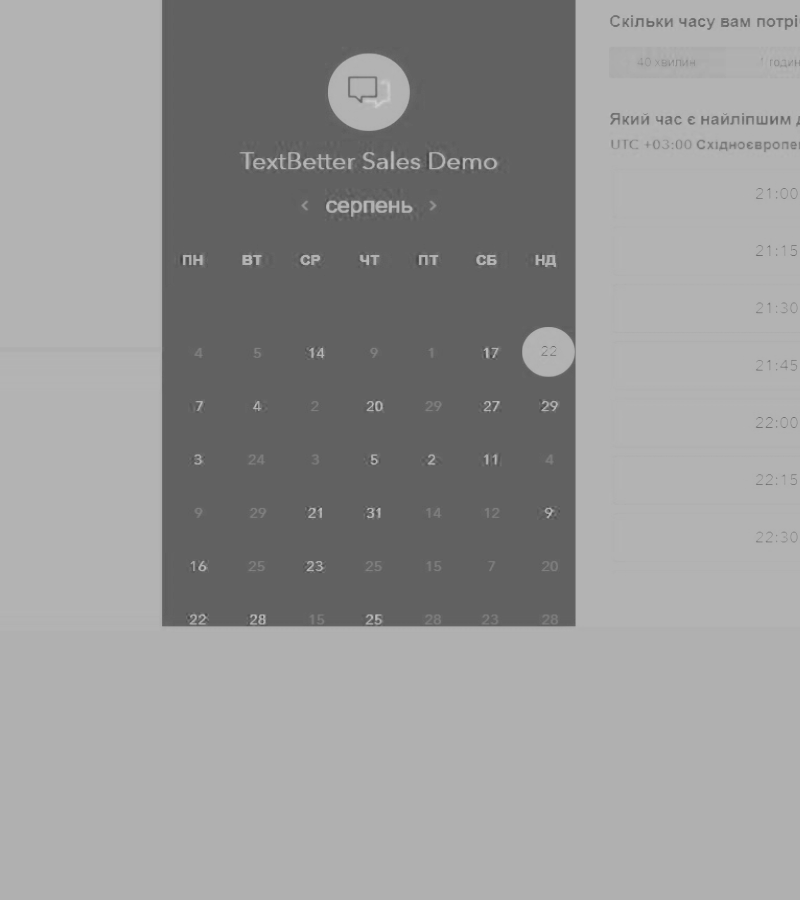 TextBetter Sales Demo
< серпень >
ПН ВТ СР ЧТ ПТ СБ НД
4 5 14 9 1 17 22
7 4 2 20 29 27 29
3 24 3 5 2 11 4
9 29 21 31 14 12 9
16 25 23 25 15 7 20
22 28 15 25 28 23 28
Скільки часу вам потрі
40 хвилин 1 годин
Який час є найліпшим д
UTC +03:00 Східноєвропе
21:00
21:15
21:30
21:45
22:00
22:15
22:30